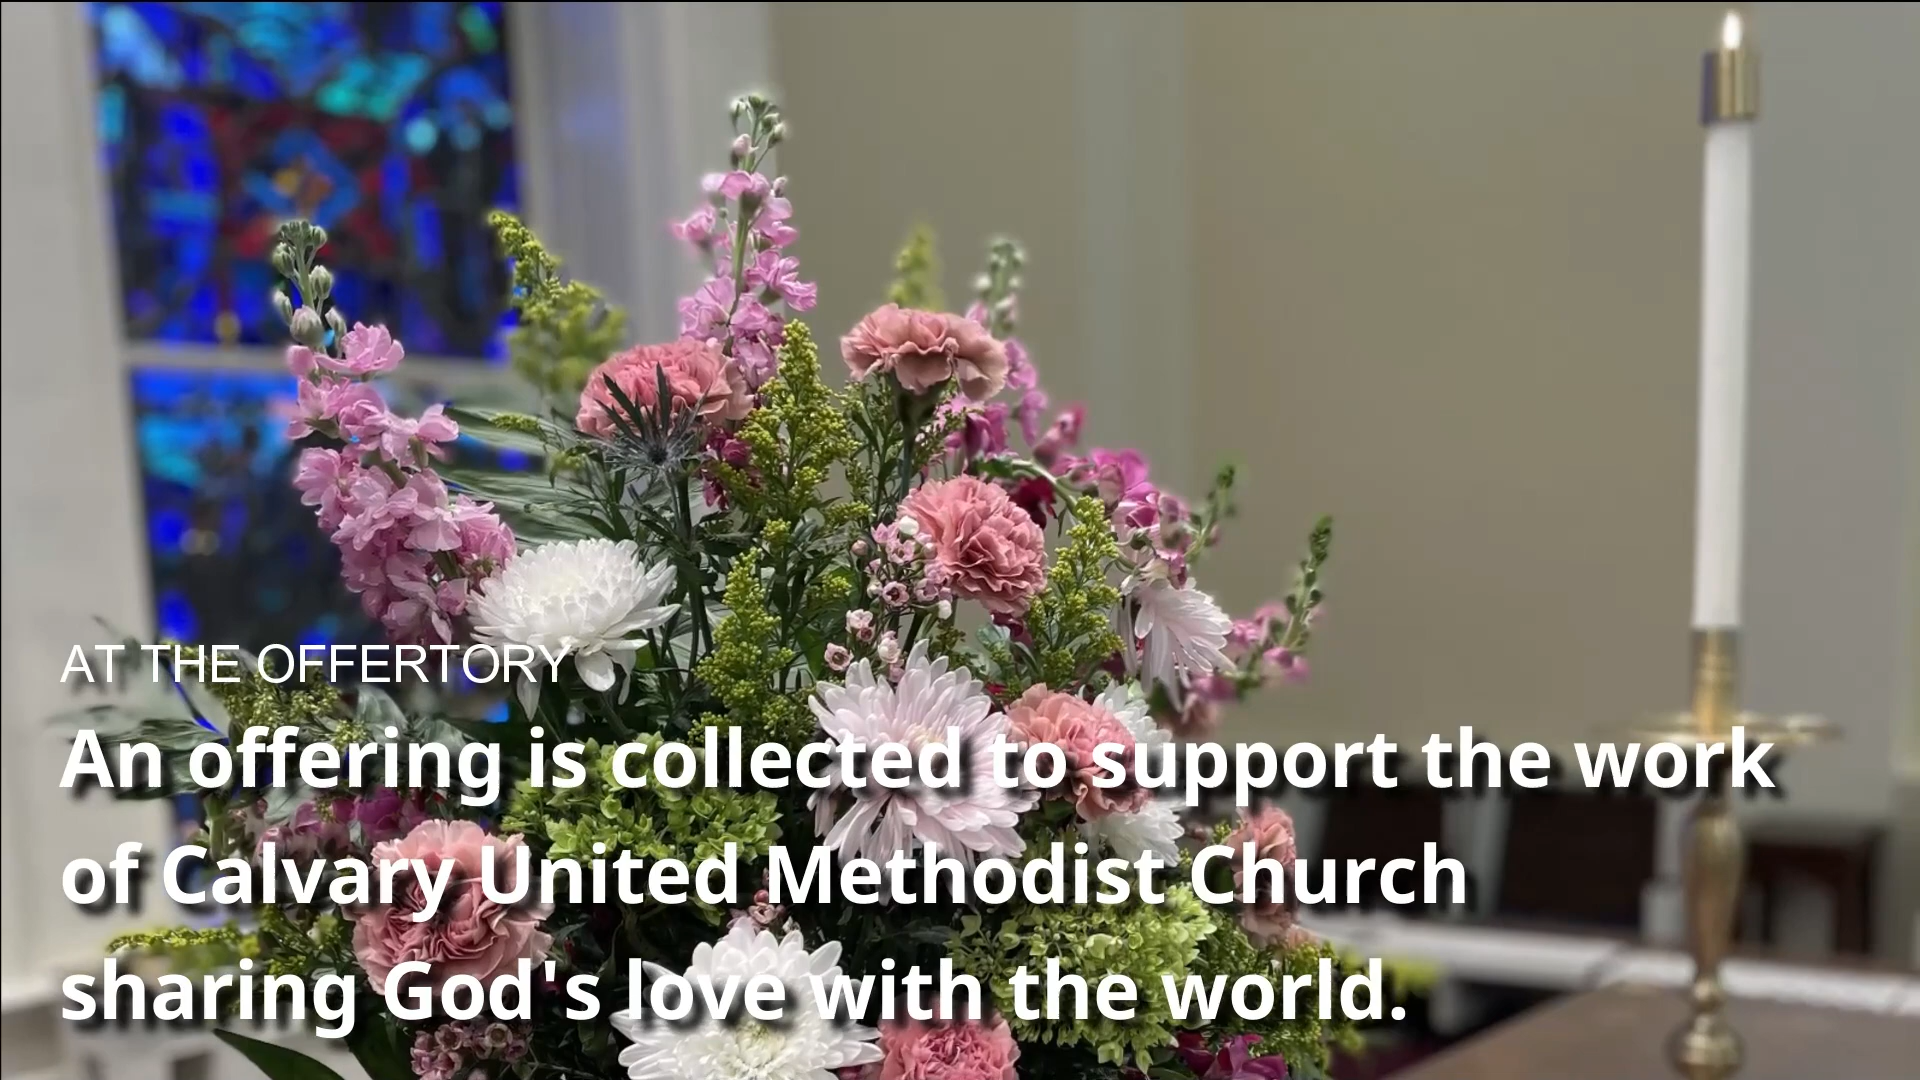 AT THE OFFERTORY
An offering is collected to support the work
of Calvary United Methodist Church
sharing God's love with the world.